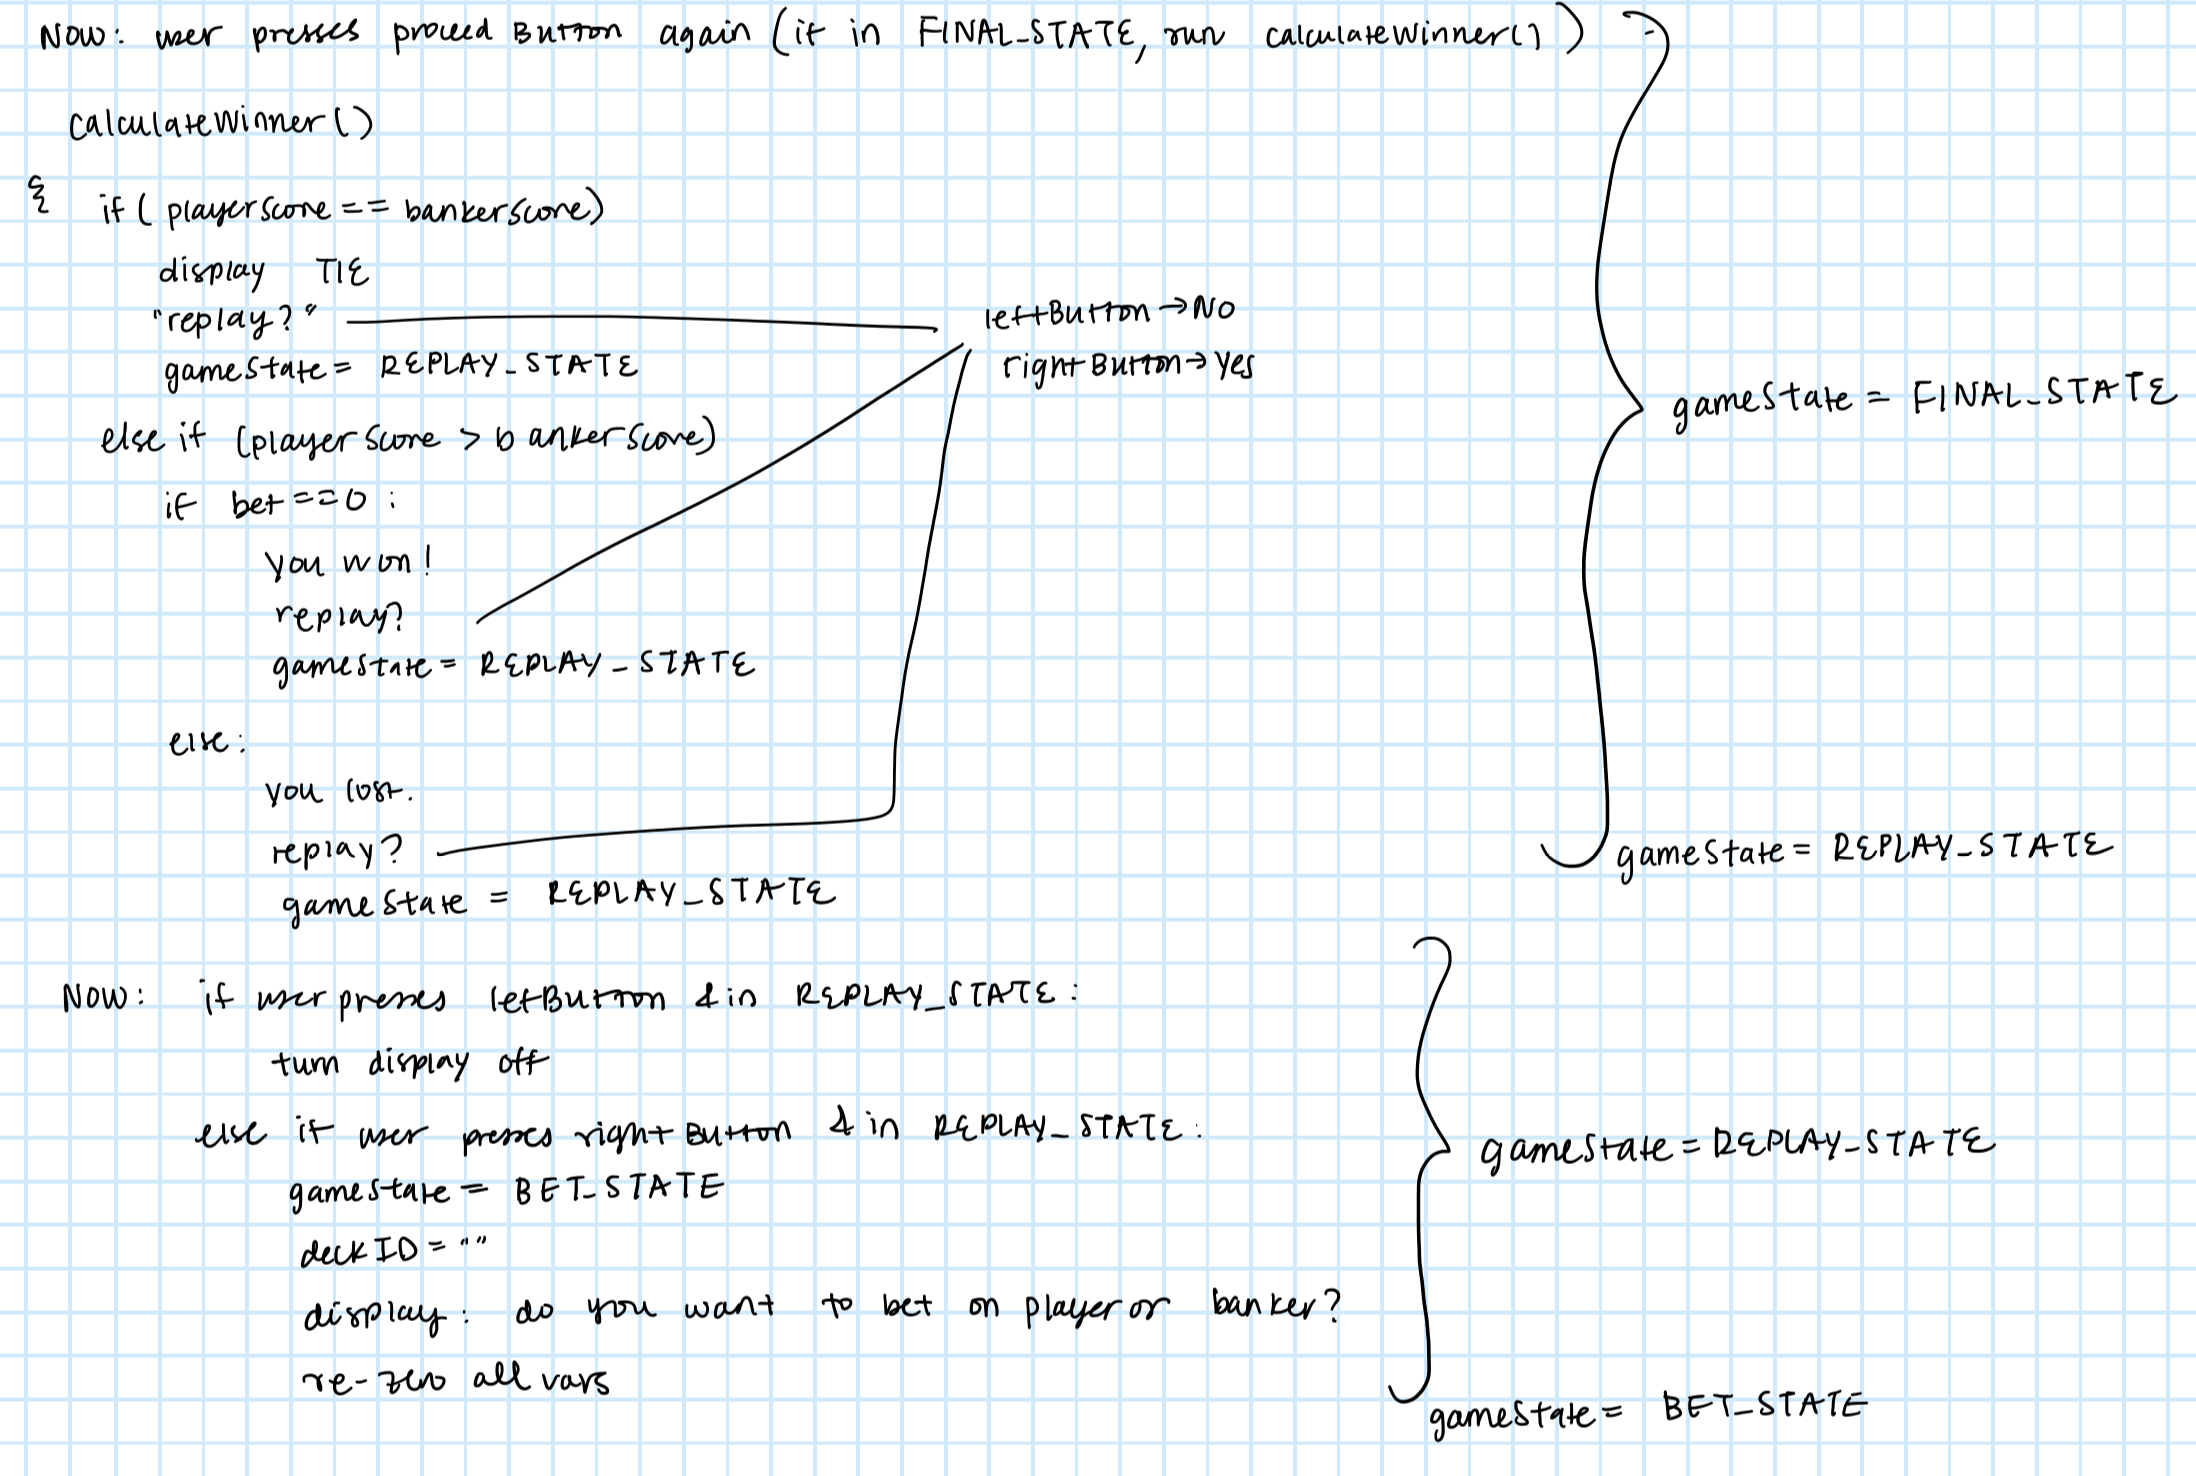 NOW: user presses proceed Button again (if in FINAL_STATE, run calculateWinner())
calculateWinner()
{ if (playerScore == bankerScore)
display TIE
"replay?"
gameState = REPLAY_STATE
leftButton → NO
rightButton → Yes
else if (playerScore > bankerScore)
if bet==0 :
you won!
replay?
gamestate = REPLAY_STATE
else:
you lost.
replay?
gameState = REPLAY_STATE
gameState = FINAL_STATE
gameState = REPLAY_STATE
NOW: if user presses leftButton & in REPLAY_STATE:
turn display off
else if user presses rightButton & in REPLAY_STATE:
gamestate = BET_STATE
deckID = ""
display: do you want to bet on player or banker?
re-zero all vars
gamestate = REPLAY_STATE
gamestate = BET_STATE